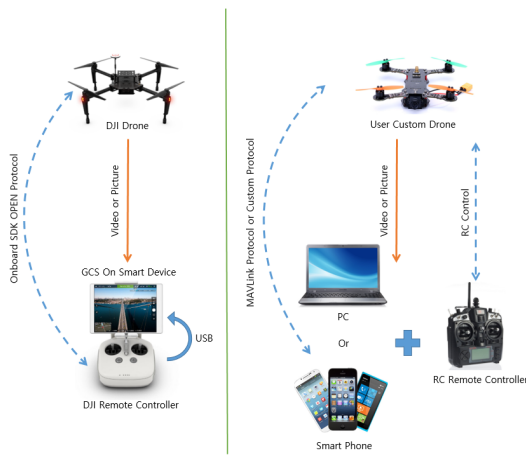 DJI Drone
Onboard SDK OPEN Protocol
Video or Picture
GCS On Smart Device
USB
DJI Remote Controller
User Custom Drone
MAVLink Protocol or Custom Protocol
Video or Picture
RC Control
PC
Or
RC Remote Controller
Smart Phone